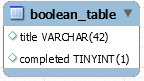 boolean_table
title VARCHAR(42)
completed TINYINT(1)